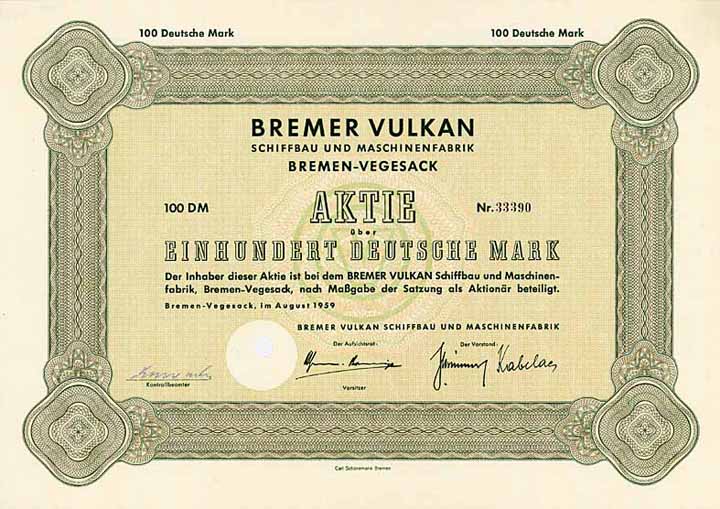 100 Deutsche Mark
100 Deutsche Mark
BREMER VULKAN
SCHIFFBAU UND MASCHINENFABRIK
BREMEN-VEGESACK
100 DM
AKTIE
Nr. 33390
über
EINHUNDERT DEUTSCHE MARK
Der Inhaber dieser Aktie ist bei dem BREMER VULKAN Schiffbau und Maschinen-
fabrik, Bremen-Vegesack, nach Maßgabe der Satzung als Aktionär beteiligt.
Bremen-Vegesack, im August 1959
BREMER VULKAN SCHIFFBAU UND MASCHINENFABRIK
Der Aufsichtsrat:
Der Vorstand:
Kabelac
Kontrollbeamter
Vorsitzer
Carl Schünemann Bremen